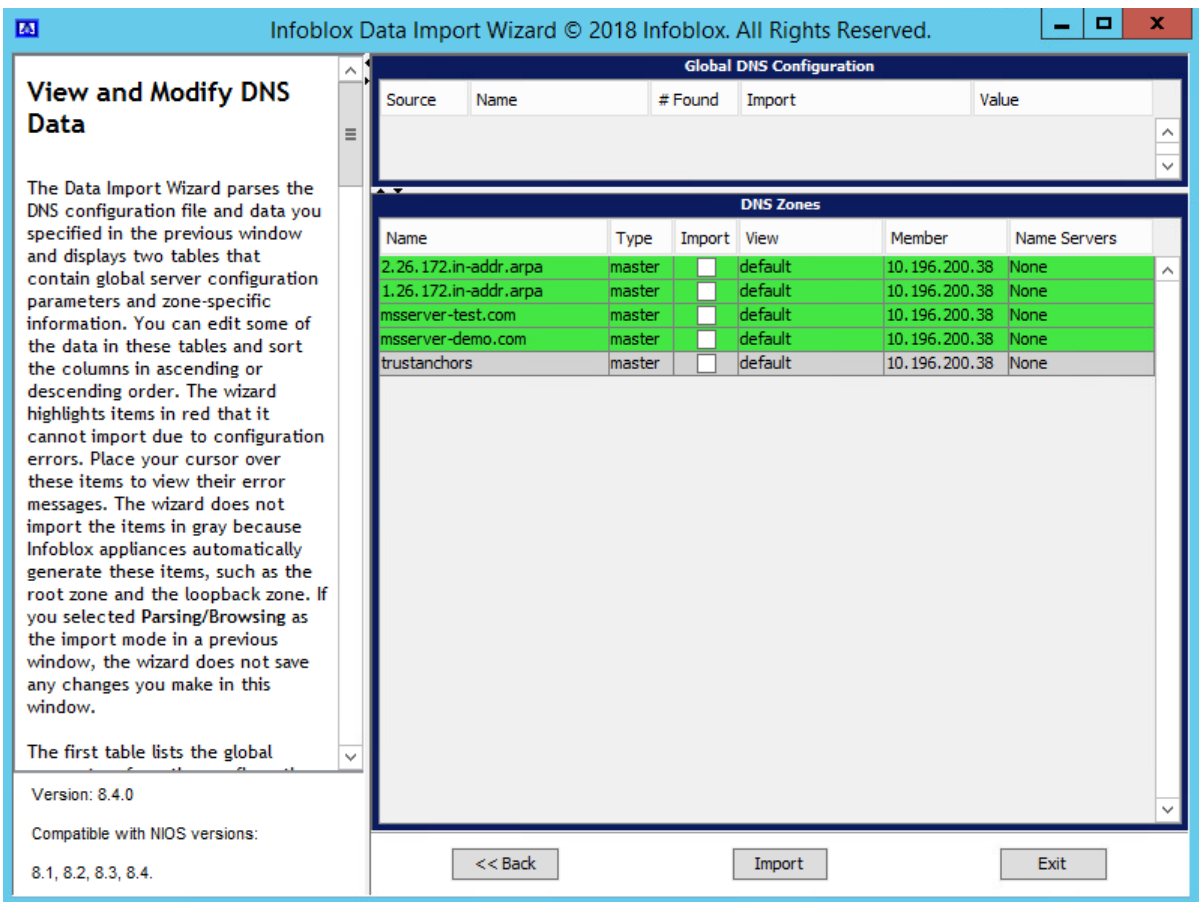 Infoblox Data Import Wizard © 2018 Infoblox. All Rights Reserved.
View and Modify DNS
Data
The Data Import Wizard parses the
DNS configuration file and data you
specified in the previous window
and displays two tables that
contain global server configuration
parameters and zone-specific
information. You can edit some of
the data in these tables and sort
the columns in ascending or
descending order. The wizard
highlights items in red that it
cannot import due to configuration
errors. Place your cursor over
these items to view their error
messages. The wizard does not
import the items in gray because
Infoblox appliances automatically
generate these items, such as the
root zone and the loopback zone. If
you selected Parsing/Browsing as
the import mode in a previous
window, the wizard does not save
any changes you make in this
window.
The first table lists the global
Version: 8.4.0
Compatible with NIOS versions:
8.1, 8.2, 8.3, 8.4.
Global DNS Configuration
Source Name # Found Import Value
DNS Zones
Name Type Import View Member Name Servers
2.26.172.in-addr.arpa master default 10.196.200.38 None
1.26.172.in-addr.arpa master default 10.196.200.38 None
msserver-test.com master default 10.196.200.38 None
msserver-demo.com master default 10.196.200.38 None
trustanchors master default 10.196.200.38 None
<< Back Import Exit